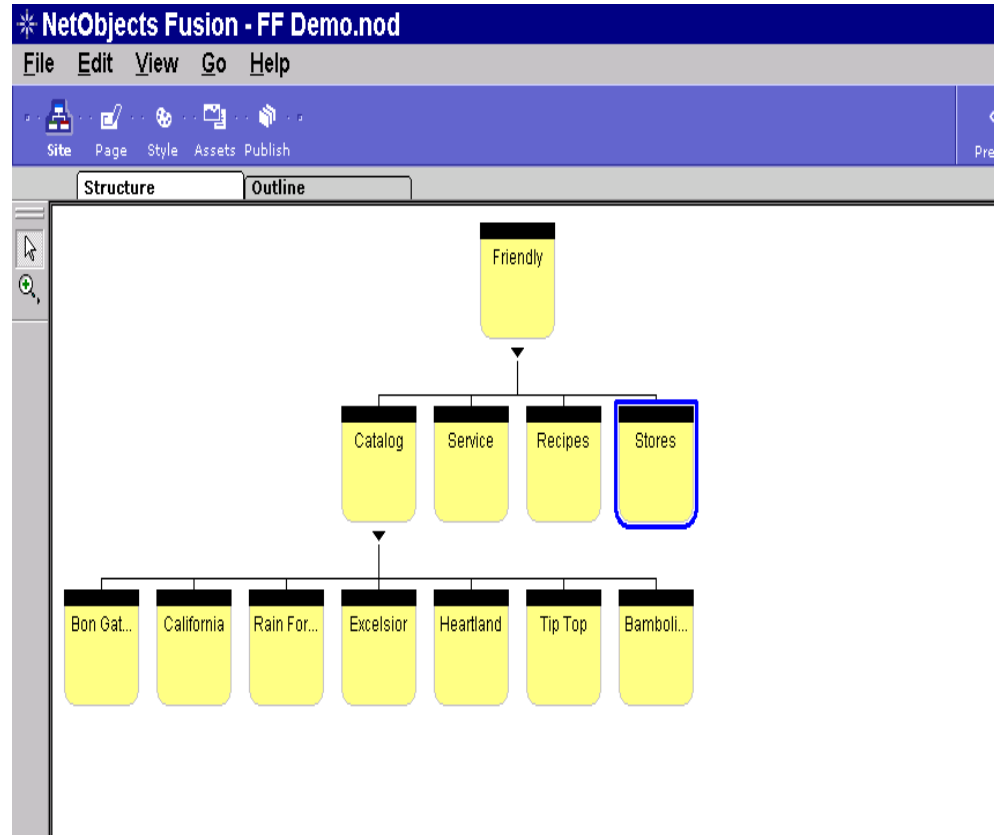 NetObjects Fusion - FF Demo.nod
File Edit View Go Help
Site Page Style Assets Publish Pre
Structure Outline
Friendly
Catalog Service Recipes Stores
Bon Gat... California Rain For... Excelsior Heartland Tip Top Bamboli...